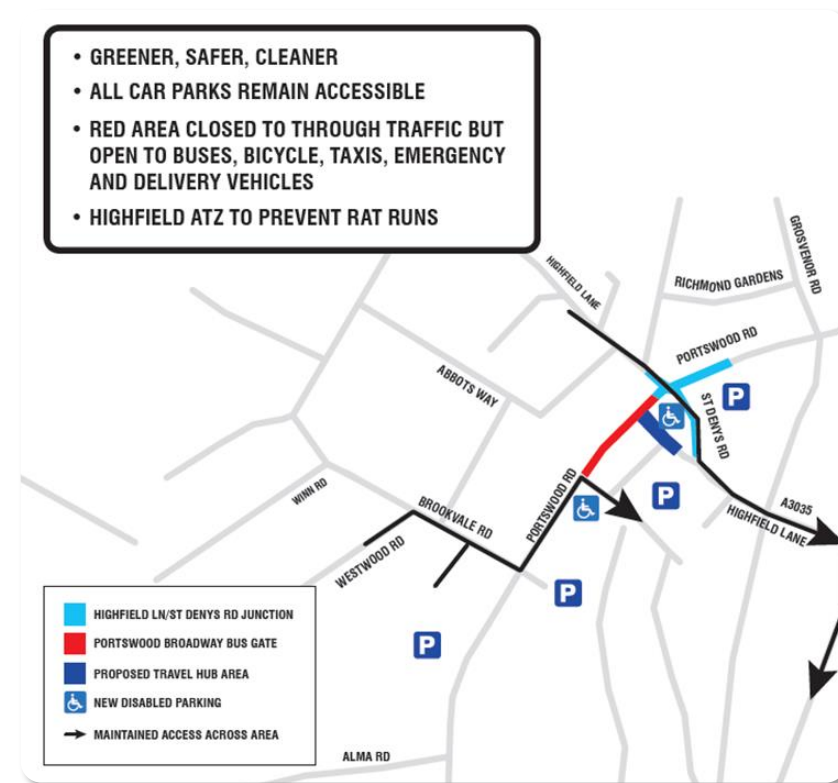 • GREENER, SAFER, CLEANER
• ALL CAR PARKS REMAIN ACCESSIBLE
• RED AREA CLOSED TO THROUGH TRAFFIC BUT
OPEN TO BUSES, BICYCLE, TAXIS, EMERGENCY
AND DELIVERY VEHICLES
• HIGHFIELD ATZ TO PREVENT RAT RUNS
HIGHFIELD LANE
RICHMOND GARDENS
GROSVENOR RD
PORTSWOOD RD
ABBOTS WAY
P
ST DENYS RD
WINN RD
BROOKVALE RD
PORTSWOOD RD
P
A3035
HIGHFIELD LANE
WESTWOOD RD
P
P
HIGHFIELD LN/ST DENYS RD JUNCTION
PORTSWOOD BROADWAY BUS GATE
PROPOSED TRAVEL HUB AREA
NEW DISABLED PARKING
MAINTAINED ACCESS ACROSS AREA
ALMA RD